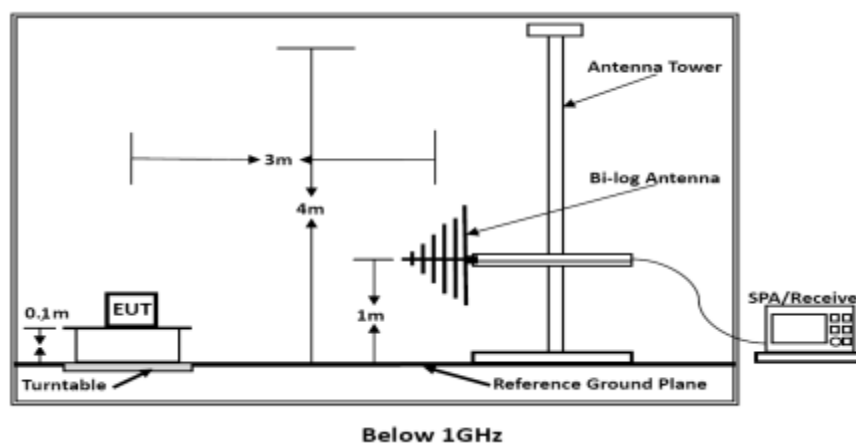 Antenna Tower
3m
Bi-log Antenna
4m
EUT
0.1m
1m
SPA/Receive
Turntable
Reference Ground Plane
Below 1GHz